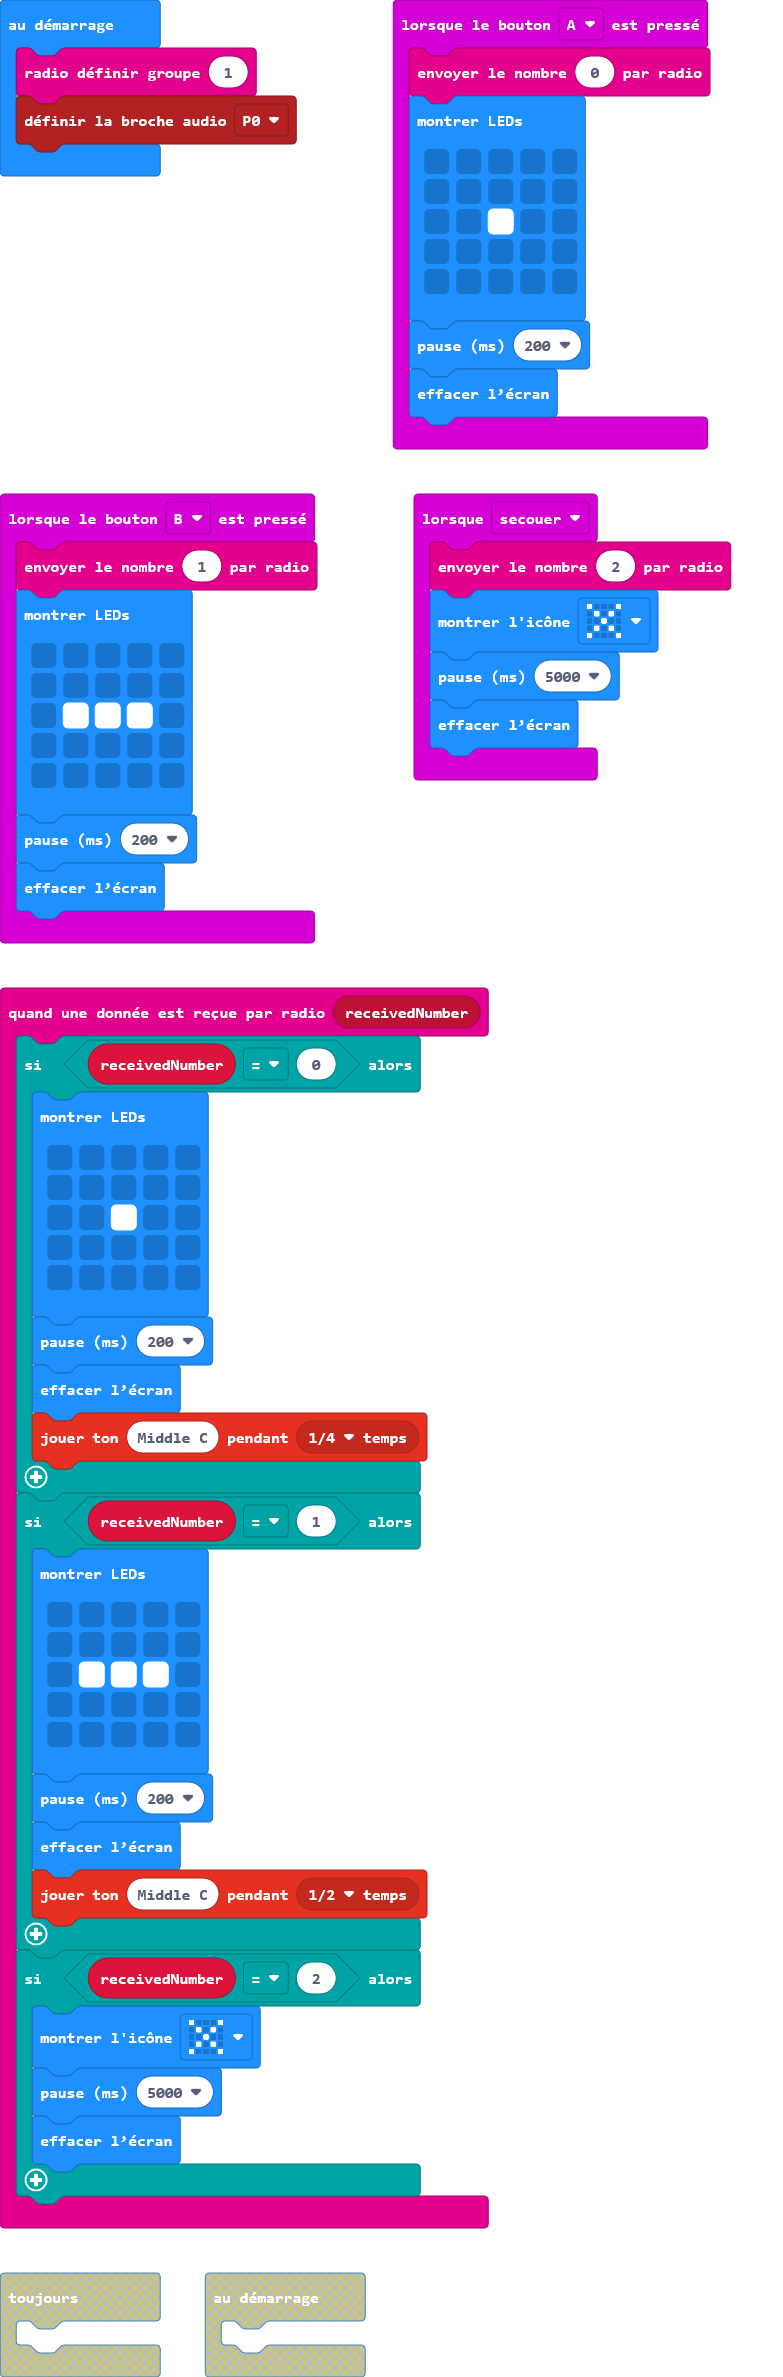 au démarrage
radio définir groupe 1
définir la broche audio P0
lorsque le bouton A est pressé
envoyer le nombre 0 par radio
montrer LEDs
pause (ms) 200
effacer l’écran
lorsque le bouton B est pressé
envoyer le nombre 1 par radio
montrer LEDs
pause (ms) 200
effacer l’écran
lorsque secouer
envoyer le nombre 2 par radio
montrer l'icône
pause (ms) 5000
effacer l’écran
quand une donnée est reçue par radio receivedNumber
si receivedNumber = 0 alors
montrer LEDs
pause (ms) 200
effacer l’écran
jouer ton Middle C pendant 1/4 temps
si receivedNumber = 1 alors
montrer LEDs
pause (ms) 200
effacer l’écran
jouer ton Middle C pendant 1/2 temps
si receivedNumber = 2 alors
montrer l'icône
pause (ms) 5000
effacer l’écran
toujours
au démarrage